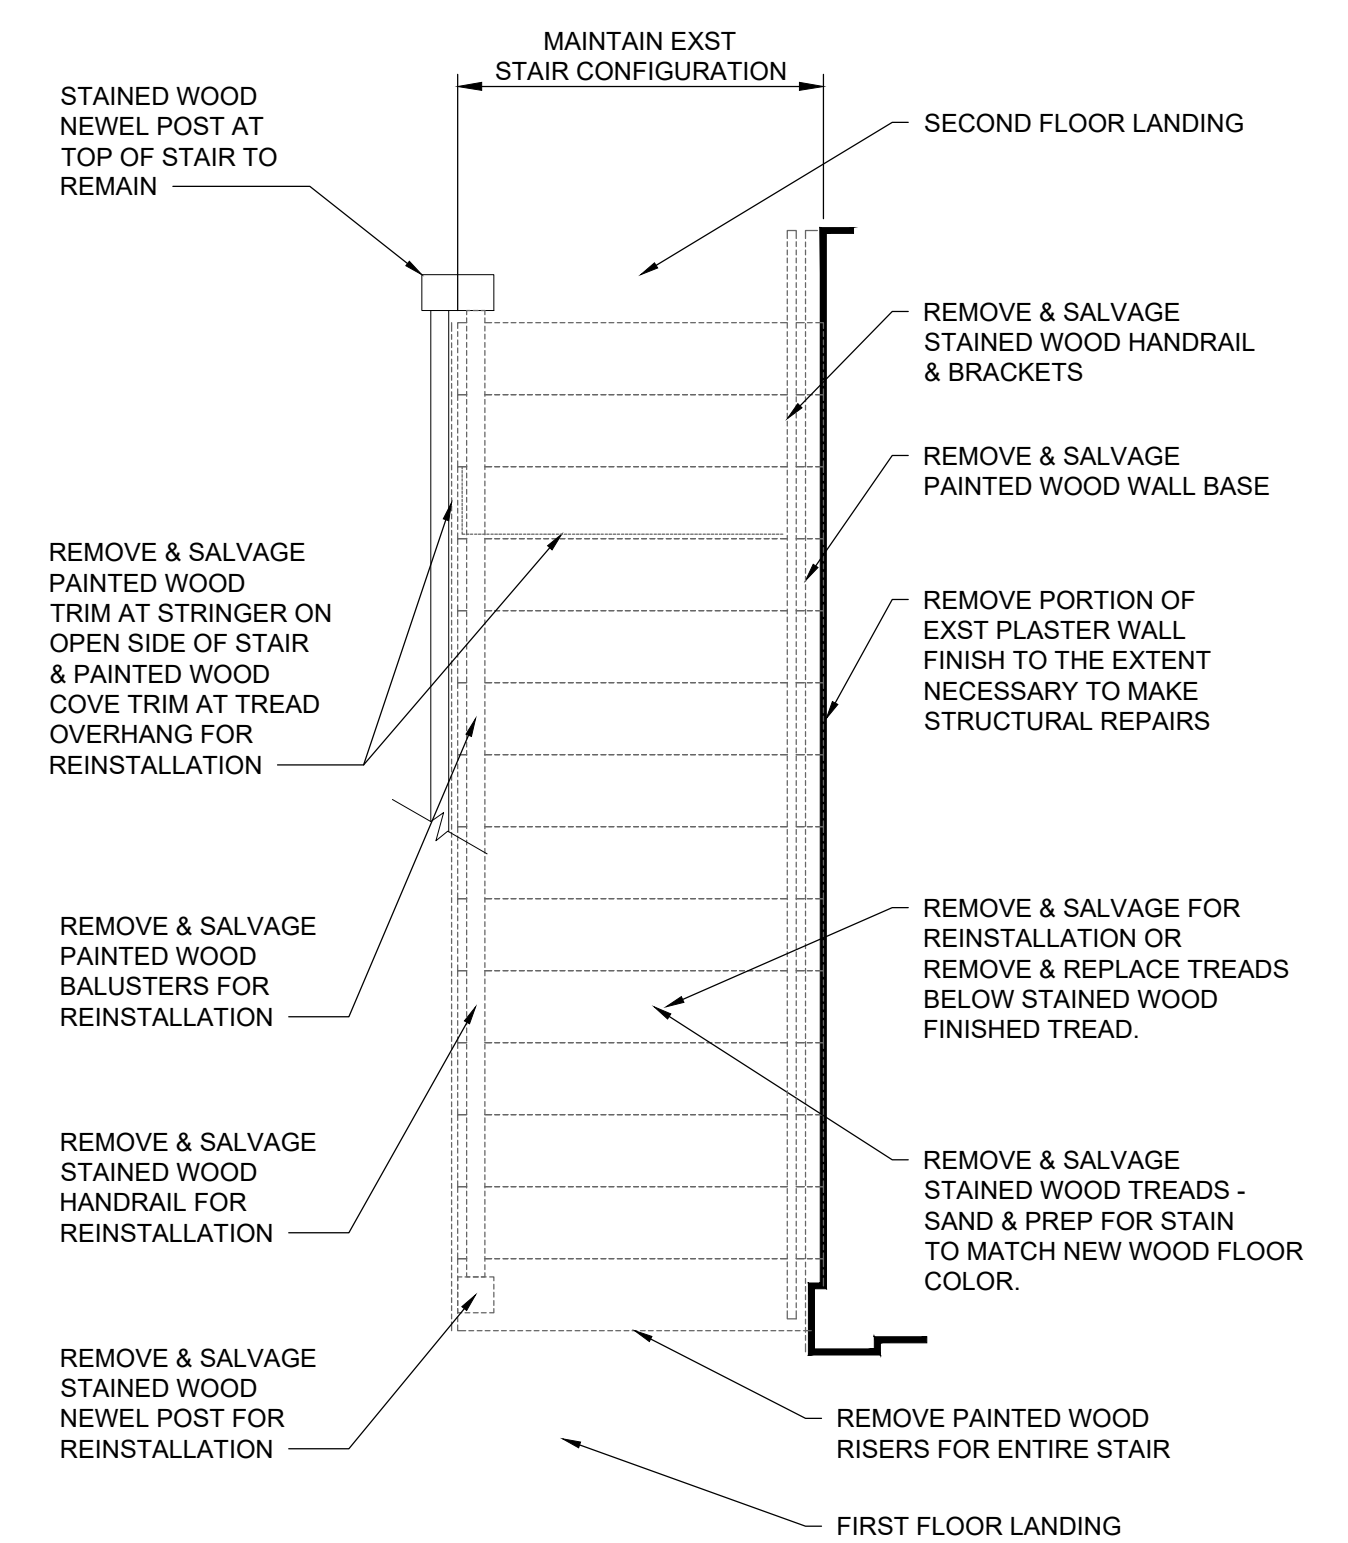 MAINTAIN EXST
STAIR CONFIGURATION
STAINED WOOD
NEWEL POST AT
TOP OF STAIR TO
REMAIN
SECOND FLOOR LANDING
REMOVE & SALVAGE
STAINED WOOD HANDRAIL
& BRACKETS
REMOVE & SALVAGE
PAINTED WOOD WALL BASE
REMOVE & SALVAGE
PAINTED WOOD
TRIM AT STRINGER ON
OPEN SIDE OF STAIR
& PAINTED WOOD
COVE TRIM AT TREAD
OVERHANG FOR
REINSTALLATION
REMOVE PORTION OF
EXST PLASTER WALL
FINISH TO THE EXTENT
NECESSARY TO MAKE
STRUCTURAL REPAIRS
REMOVE & SALVAGE
PAINTED WOOD
BALUSTERS FOR
REINSTALLATION
REMOVE & SALVAGE FOR
REINSTALLATION OR
REMOVE & REPLACE TREADS
BELOW STAINED WOOD
FINISHED TREAD.
REMOVE & SALVAGE
STAINED WOOD
HANDRAIL FOR
REINSTALLATION
REMOVE & SALVAGE
STAINED WOOD TREADS -
SAND & PREP FOR STAIN
TO MATCH NEW WOOD FLOOR
COLOR.
REMOVE & SALVAGE
STAINED WOOD
NEWEL POST FOR
REINSTALLATION
REMOVE PAINTED WOOD
RISERS FOR ENTIRE STAIR
FIRST FLOOR LANDING